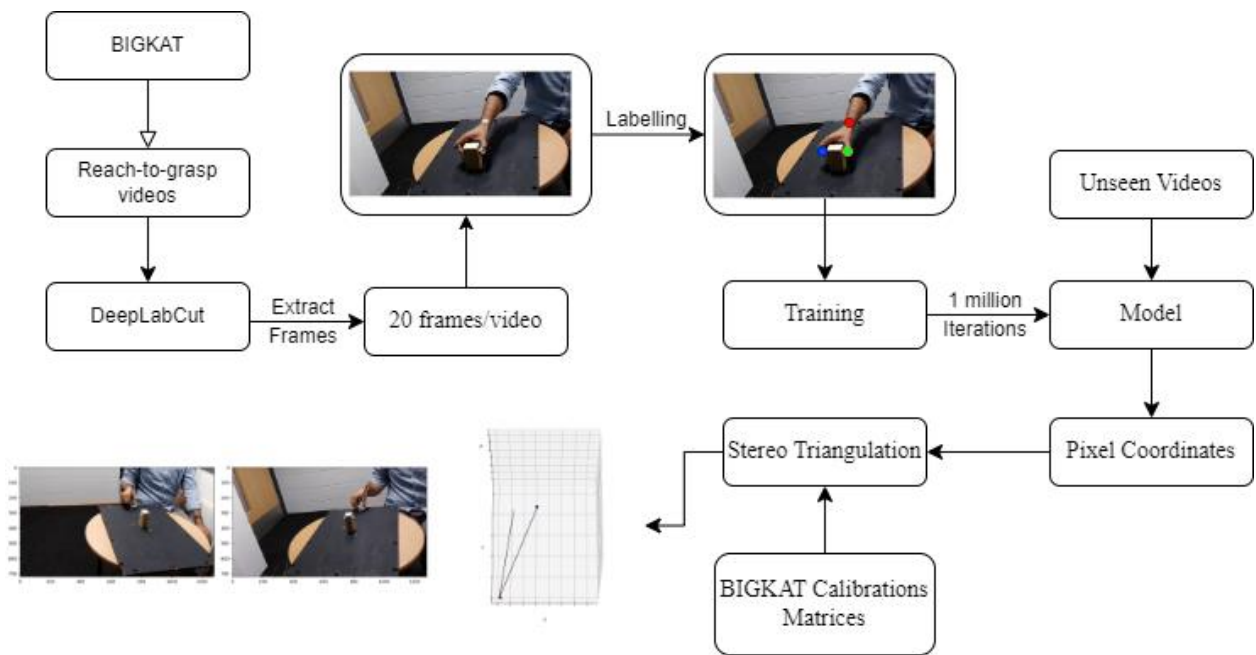 BIGKAT
Reach-to-grasp
videos
DeepLabCut
Extract
Frames
20 frames/video
Labelling
Training
1 million
Iterations
Unseen Videos
Model
Pixel Coordinates
Stereo Triangulation
BIGKAT Calibrations
Matrices